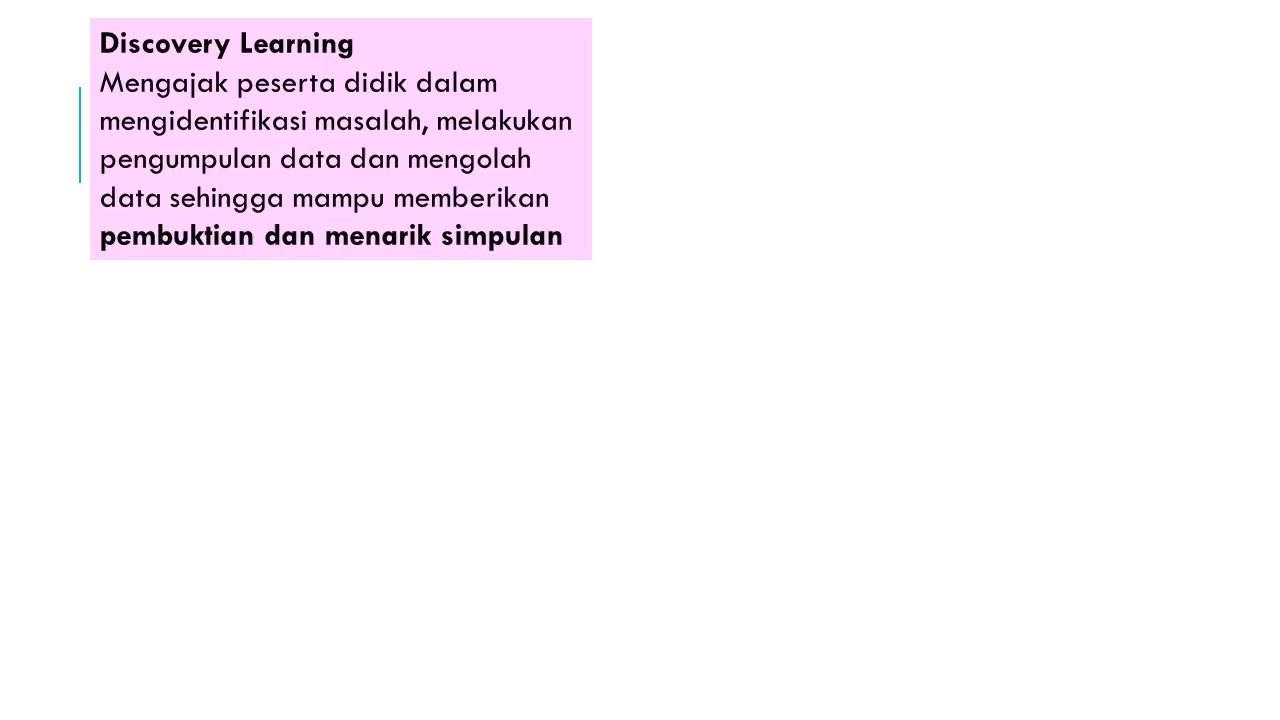 Discovery Learning
Mengajak peserta didik dalam
mengidentifikasi masalah, melakukan
pengumpulan data dan mengolah
data sehingga mampu memberikan
pembuktian dan menarik simpulan